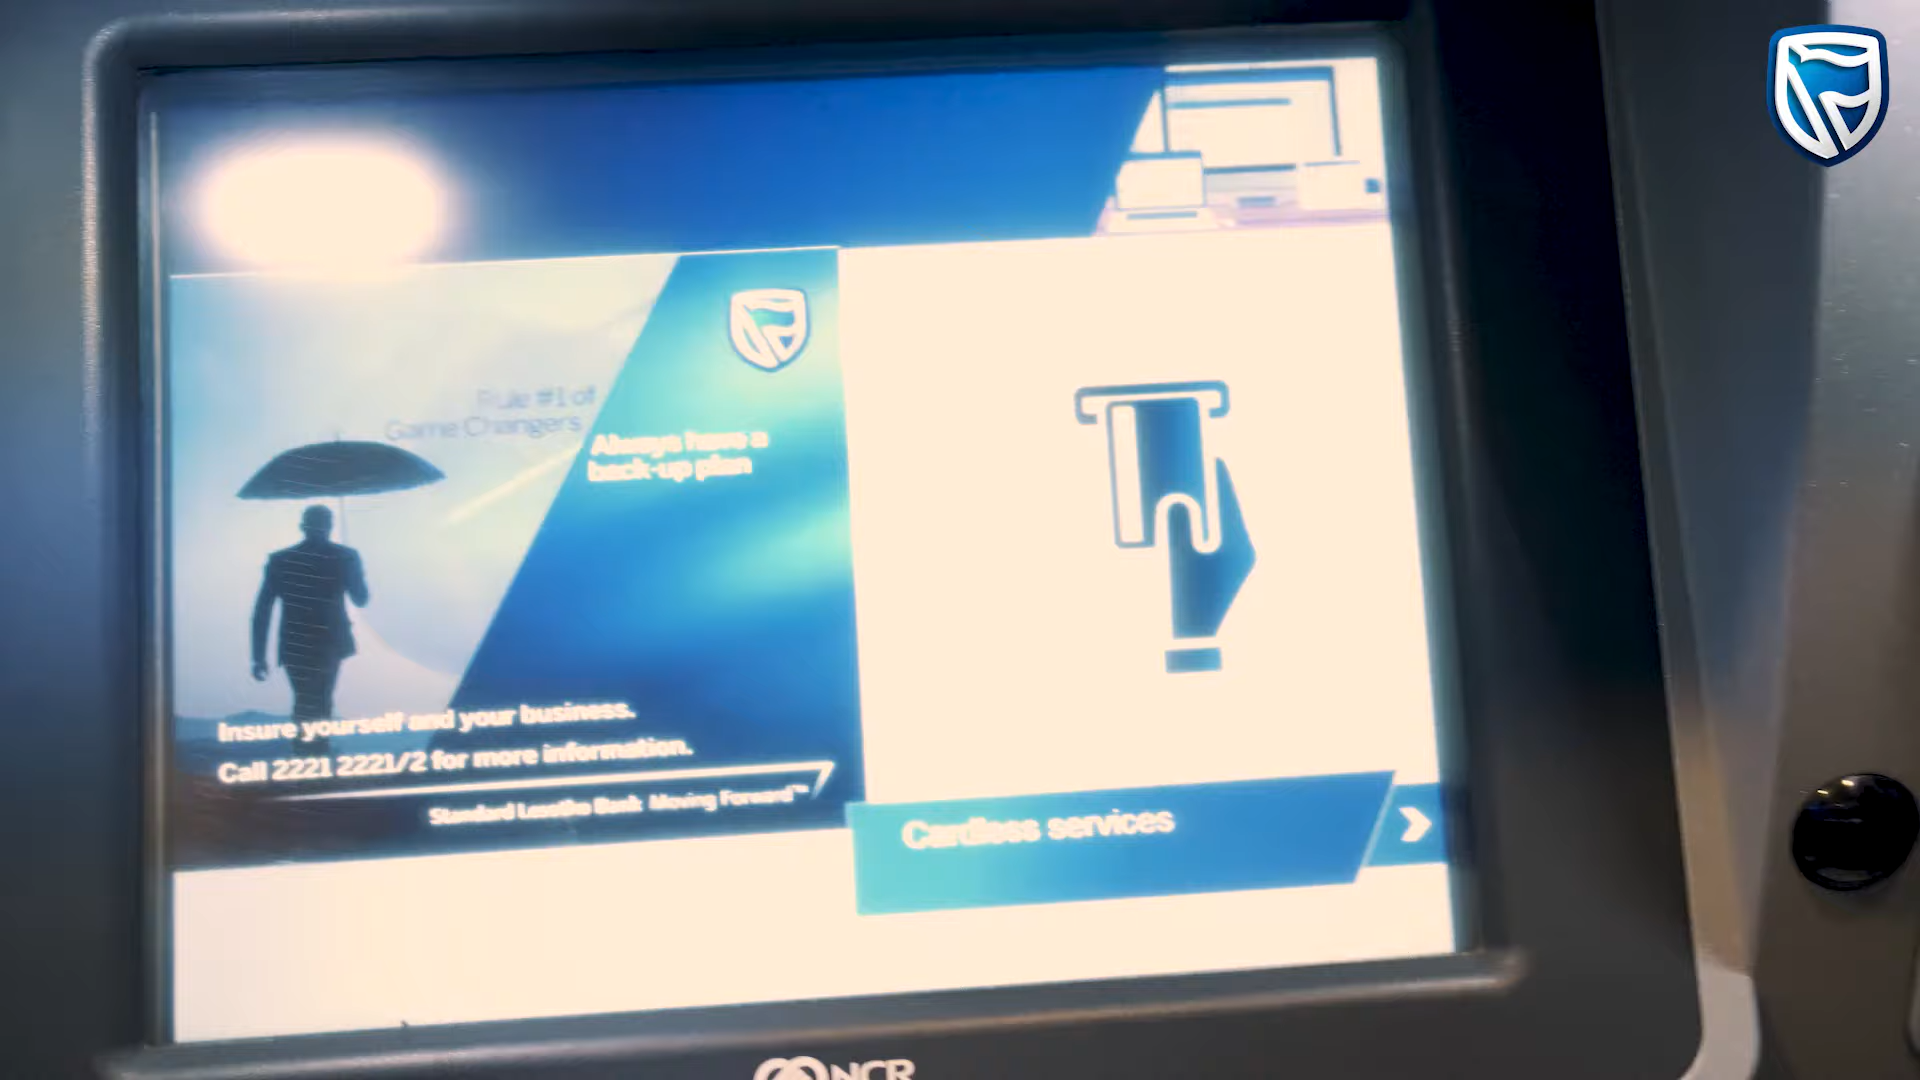 Rule #1 of
Game Changers
Always have a
back-up plan
Insure yourself and your business.
Call 2221 2221/2 for more information.
Standard Lesotho Bank Moving Forward™
Cardless services
NCR